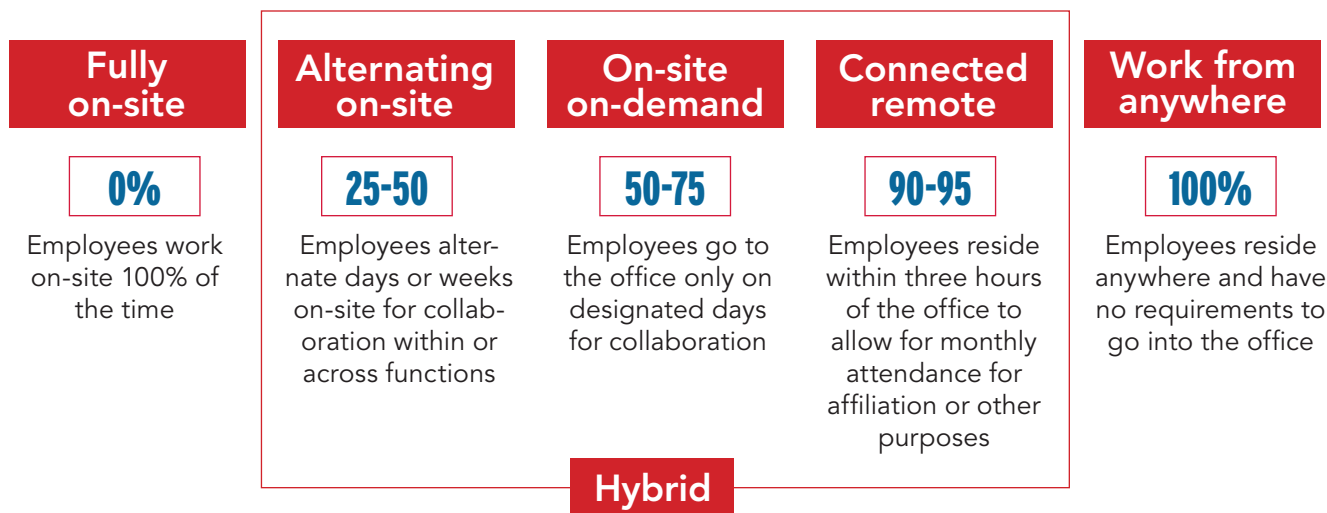 Fully
on-site
0%
Employees work
on-site 100% of
the time
Alternating
on-site
25-50
Employees alter-
nate days or weeks
on-site for collab-
oration within or
across functions
On-site
on-demand
50-75
Employees go to
the office only on
designated days
for collaboration
Connected
remote
90-95
Employees reside
within three hours
of the office to
allow for monthly
attendance for
affiliation or other
purposes
Work from
anywhere
100%
Employees reside
anywhere and have
no requirements to
go into the office
Hybrid